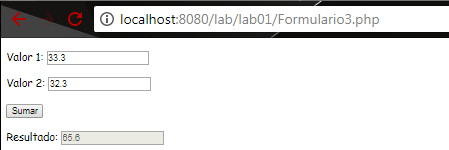 localhost:8080/lab/lab01/Formulario3.php
Valor 1: 33.3
Valor 2: 32.3
Sumar
Resultado: 65.6